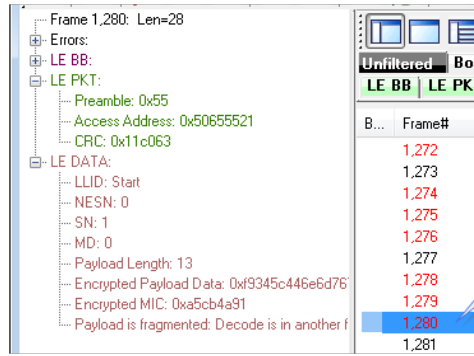 Frame 1,280: Len=28
Errors:
LE BB:
LE PKT:
Preamble: 0x55
Access Address: 0x50655521
CRC: 0x11c063
LE DATA:
LLID: Start
NESN: 0
SN: 1
MD: 0
Payload Length: 13
Encrypted Payload Data: 0xf9345c446e6d76
Encrypted MIC: 0xa5cb4a91
Payload is fragmented: Decode is in another f
Unfiltered Bo
LE BB LE PK
B... Frame#
1,272
1,273
1,274
1,275
1,276
1,277
1,278
1,279
1,280
1,281